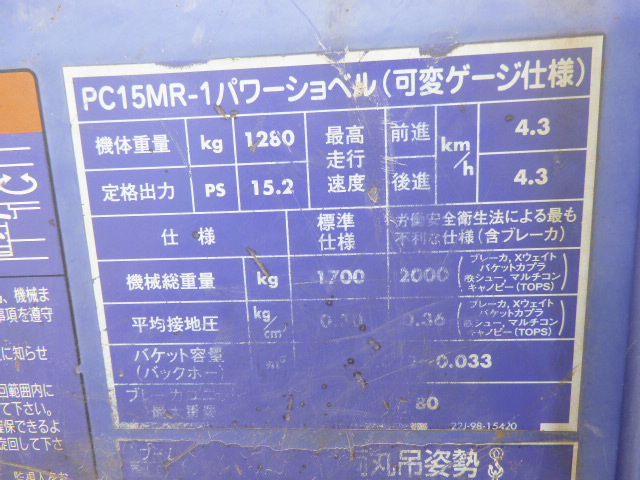 PC15MR-1パワーショベル(可変ゲージ仕様)
機体重量 kg 1280 最高走行速度 前進 km/h 4.3
定格出力 PS 15.2 後進 4.3
仕様 標準仕様 労働安全衛生法による最も不利な仕様(含ブレーカ)
機械総重量 kg 1700 2000 (ブレーカ, Xウェイト
バケットカプラ
鉄シュー, マルチコン
キャノピー(TOPS))
平均接地圧 kg/cm² 0.36 (ブレーカ, Xウェイト
バケットカプラ
鉄シュー, マルチコン
キャノピー(TOPS))
バケット容量
(バックホー) 0.033
80
22J-98-15420
吊姿勢
機械ま
事項を遵守
に知らせ
回範囲内に
て下さい。
保できるよ
旋回して下さ